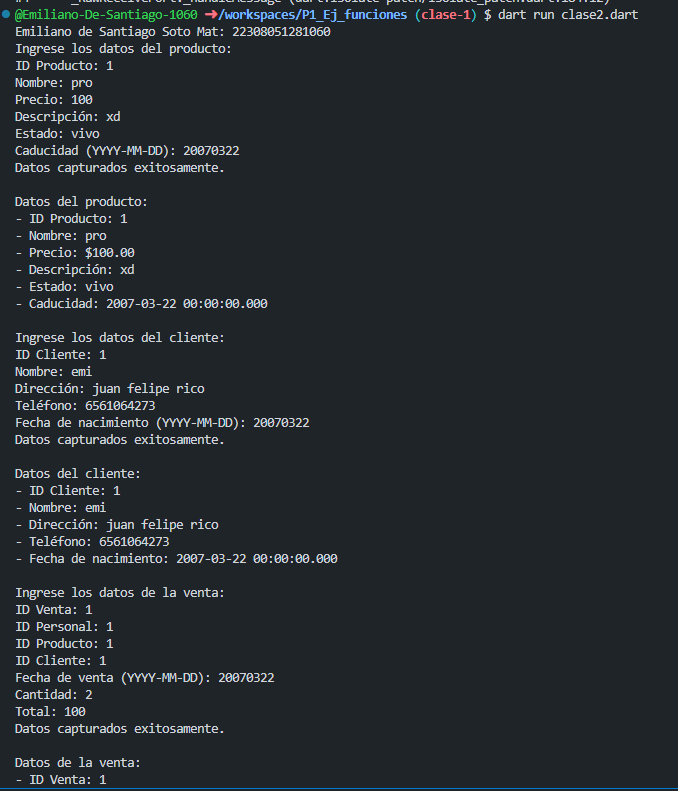 @Emiliano-De-Santiago-1060 ➜/workspaces/P1_Ej_funciones (clase-1) $ dart run clase2.dart
Emiliano de Santiago Soto Mat: 22308051281060
Ingrese los datos del producto:
ID Producto: 1
Nombre: pro
Precio: 100
Descripción: xd
Estado: vivo
Caducidad (YYYY-MM-DD): 20070322
Datos capturados exitosamente.

Datos del producto:
- ID Producto: 1
- Nombre: pro
- Precio: $100.00
- Descripción: xd
- Estado: vivo
- Caducidad: 2007-03-22 00:00:00.000

Ingrese los datos del cliente:
ID Cliente: 1
Nombre: emi
Dirección: juan felipe rico
Teléfono: 6561064273
Fecha de nacimiento (YYYY-MM-DD): 20070322
Datos capturados exitosamente.

Datos del cliente:
- ID Cliente: 1
- Nombre: emi
- Dirección: juan felipe rico
- Teléfono: 6561064273
- Fecha de nacimiento: 2007-03-22 00:00:00.000

Ingrese los datos de la venta:
ID Venta: 1
ID Personal: 1
ID Producto: 1
ID Cliente: 1
Fecha de venta (YYYY-MM-DD): 20070322
Cantidad: 2
Total: 100
Datos capturados exitosamente.

Datos de la venta:
- ID Venta: 1